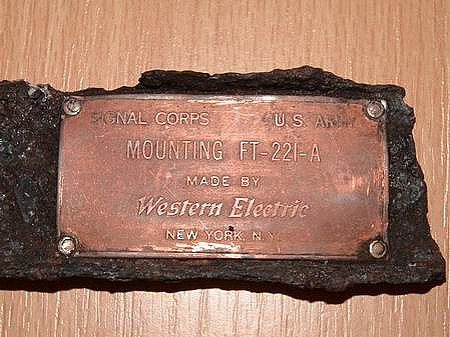 SIGNAL CORPS U.S. ARMY
MOUNTING FT-221-A
MADE BY
Western Electric
NEW YORK, N.Y.